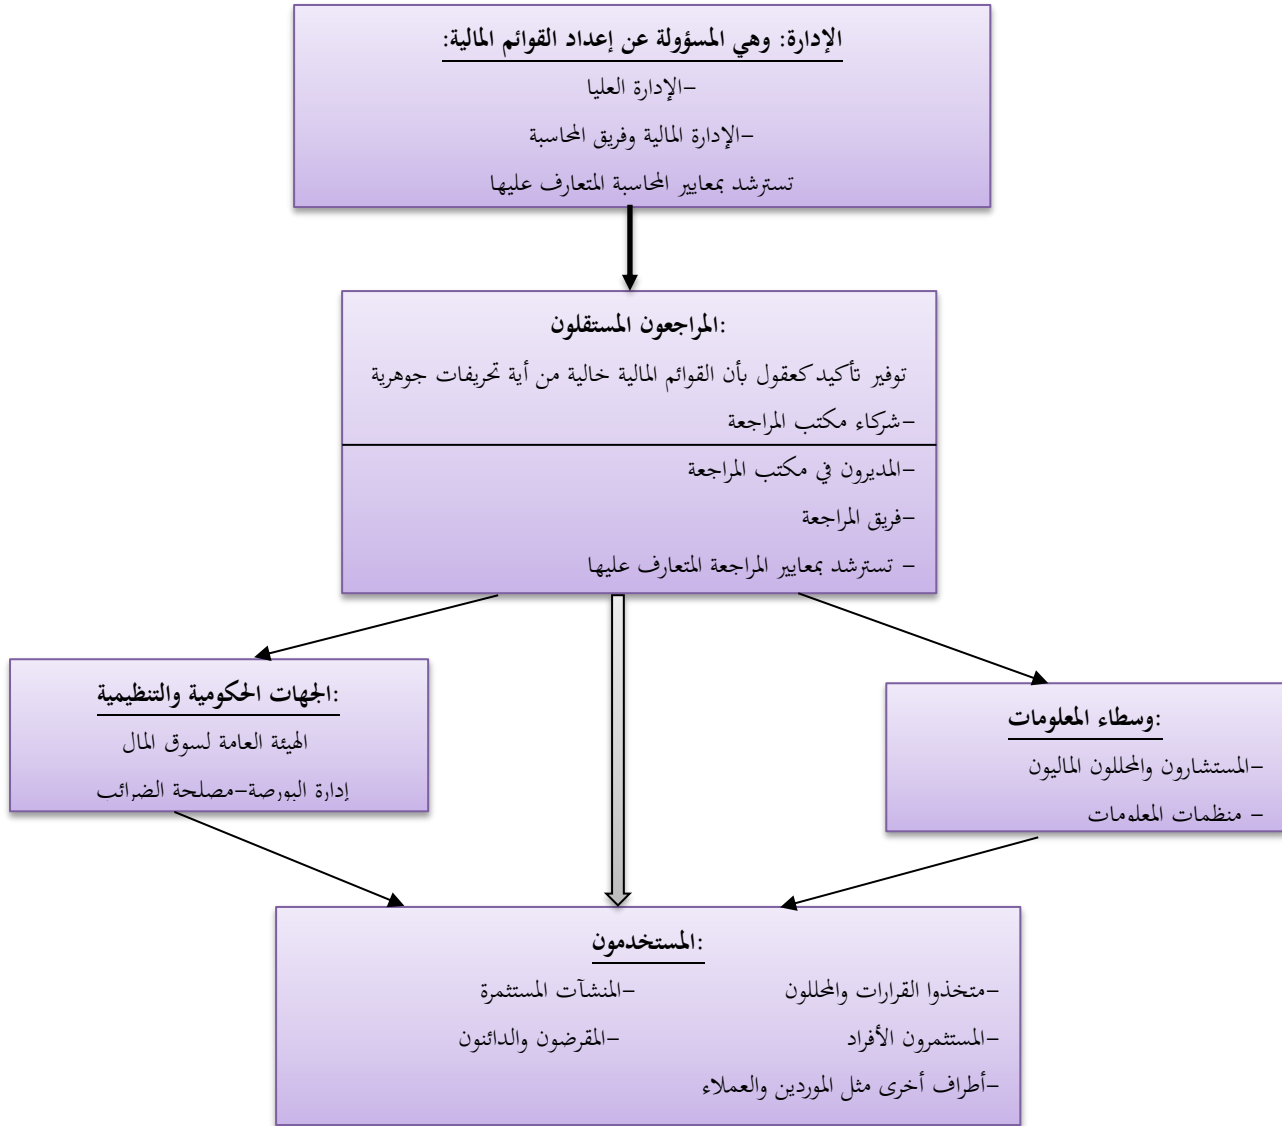 الإدارة: وهي المسؤولة عن إعداد القوائم المالية:
-الإدارة العليا
-الإدارة المالية وفريق المحاسبة
تسترشد بمعايير المحاسبة المتعارف عليها
المراجعون المستقلون:
توفير تأكيد كعقول بأن القوائم المالية خالية من أية تحريفات جوهرية
-شركاء مكتب المراجعة
-المديرون في مكتب المراجعة
-فريق المراجعة
- تسترشد بمعايير المراجعة المتعارف عليها
وسطاء المعلومات:
-المستشارون والمحللون الماليون
- منظمات المعلومات
الجهات الحكومية والتنظيمية:
الهيئة العامة لسوق المال
إدارة البورصة-مصلحة الضرائب
المستخدمون:
-متخذوا القرارات والمحللون -المنشآت المستثمرة
-المستثمرون الأفراد -المقرضون والدائنون
-أطراف أخرى مثل الموردين والعملاء